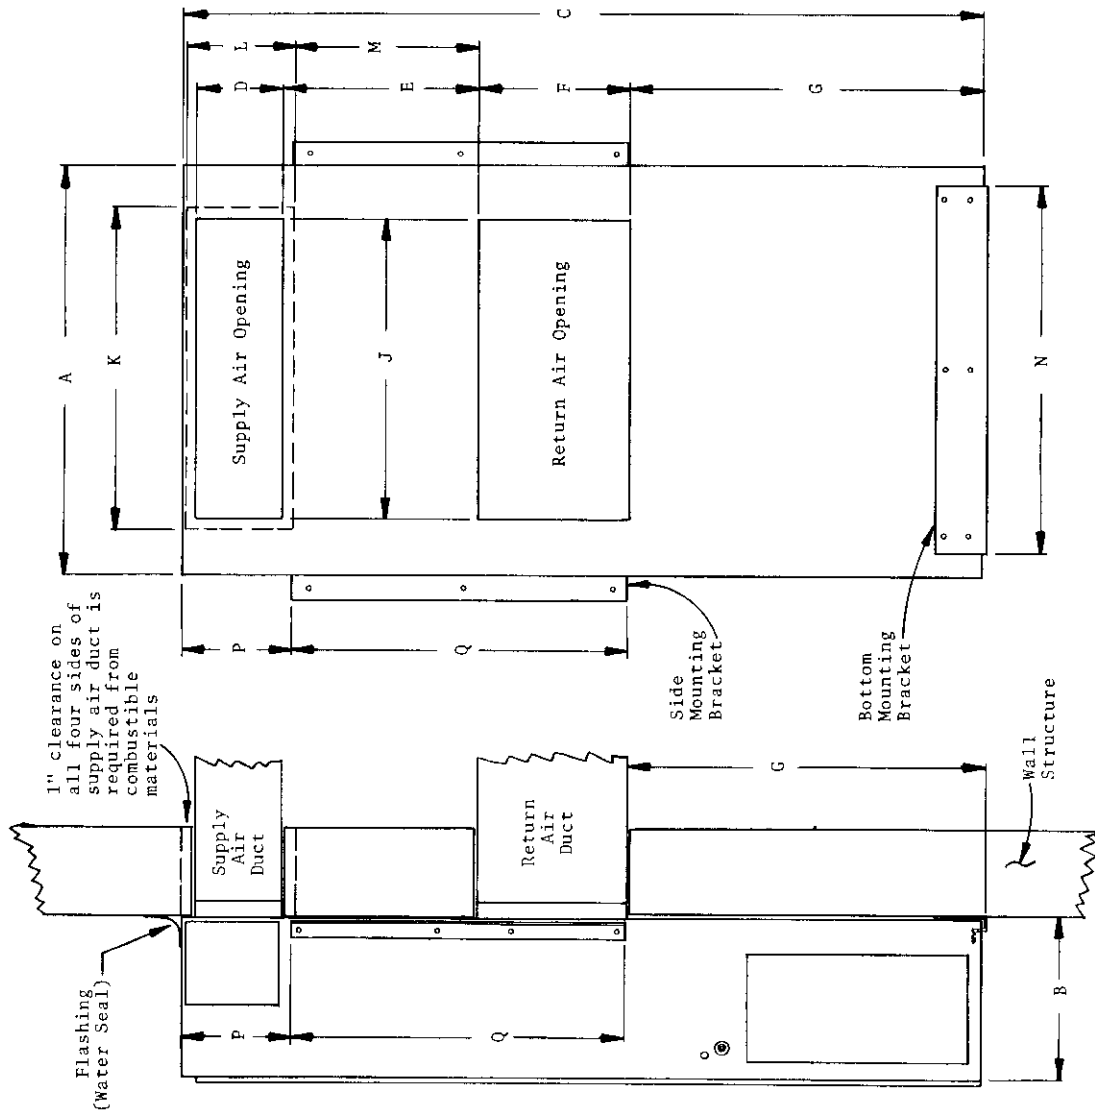 Flashing
(Water Seal)
1" clearance on
all four sides of
supply air duct is
required from
combustible
materials
P
Q
B
Supply
Air
Duct
Return
Air
Duct
G
Wall
Structure
P
Q
Side
Mounting
Bracket
Bottom
Mounting
Bracket
A
K
Supply Air Opening
J
Return Air Opening
N
D
L
E
M
F
G
C